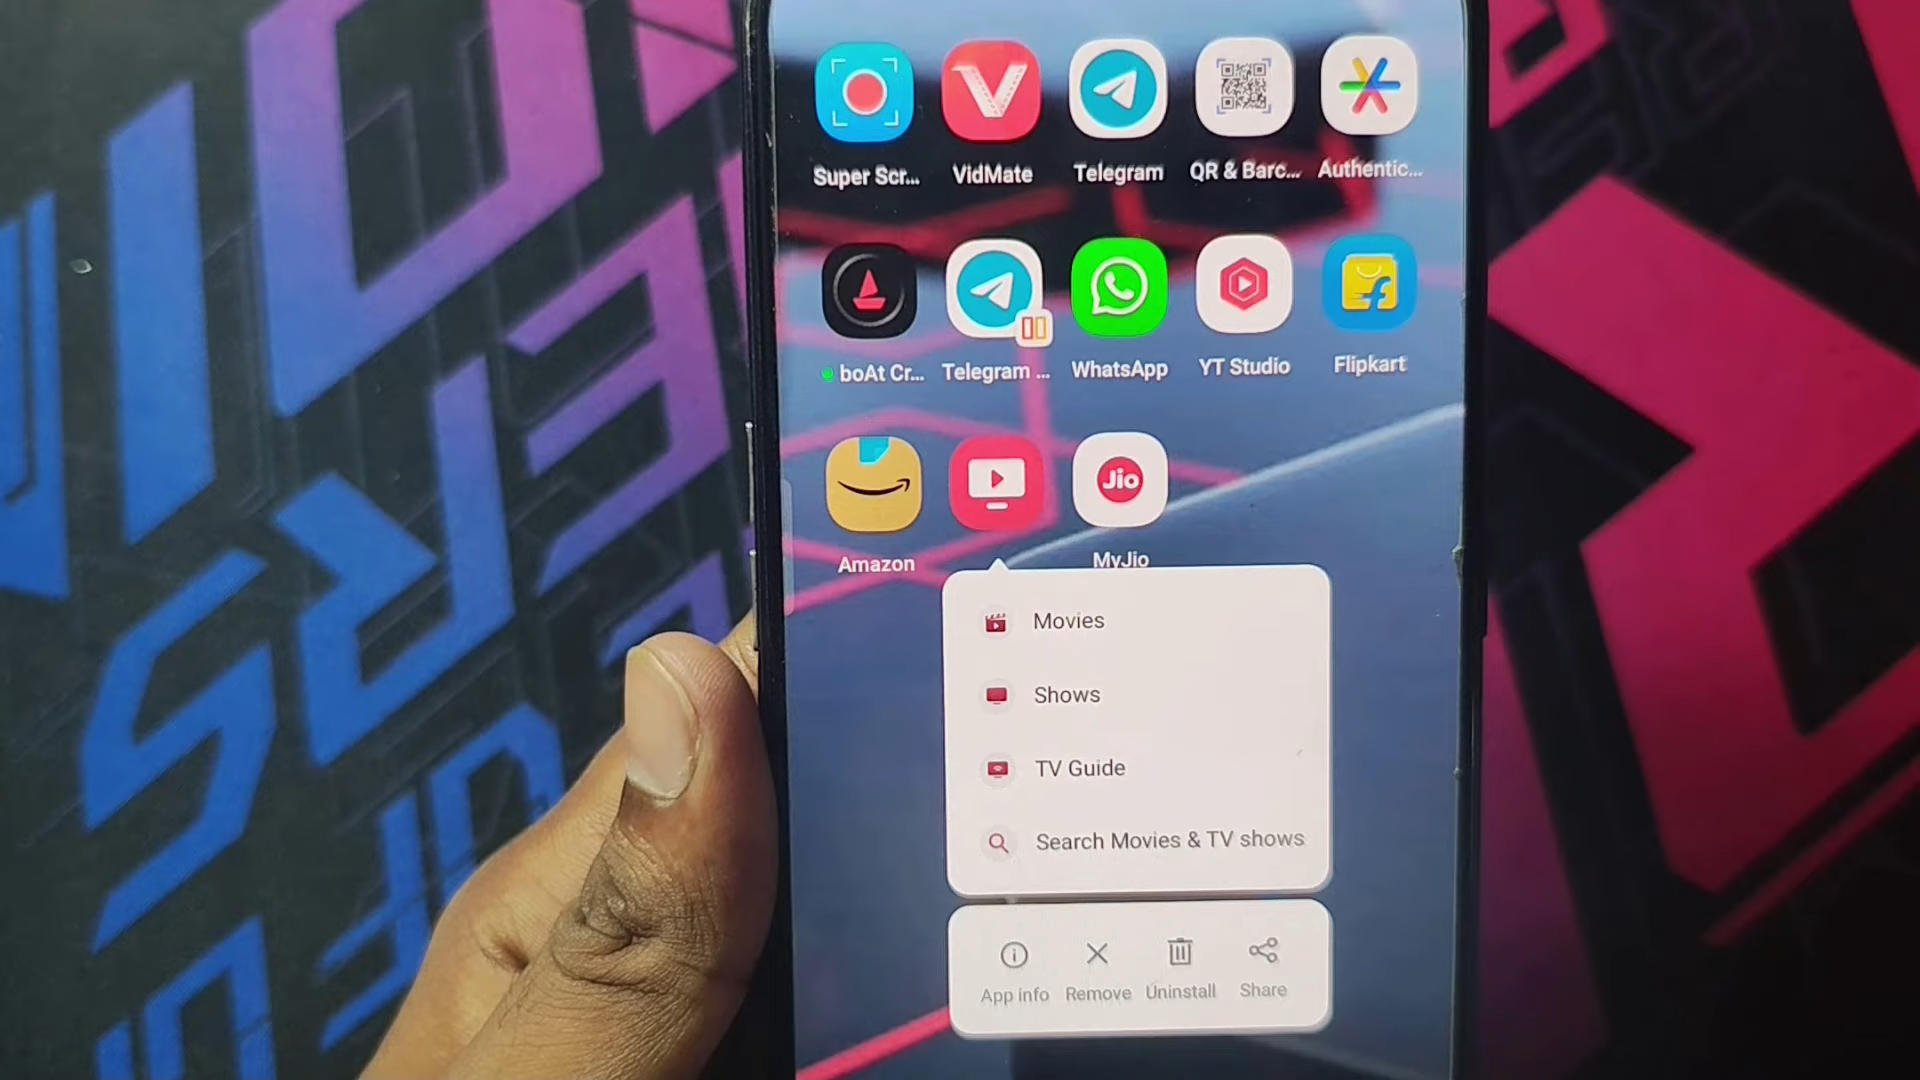 Super Scr...
VidMate
Telegram
QR & Barc...
Authentic...
boAt Cr...
Telegram ...
WhatsApp
YT Studio
Flipkart
Jio
Amazon
MyJio
Movies
Shows
TV Guide
Search Movies & TV shows
App info
Remove
Uninstall
Share